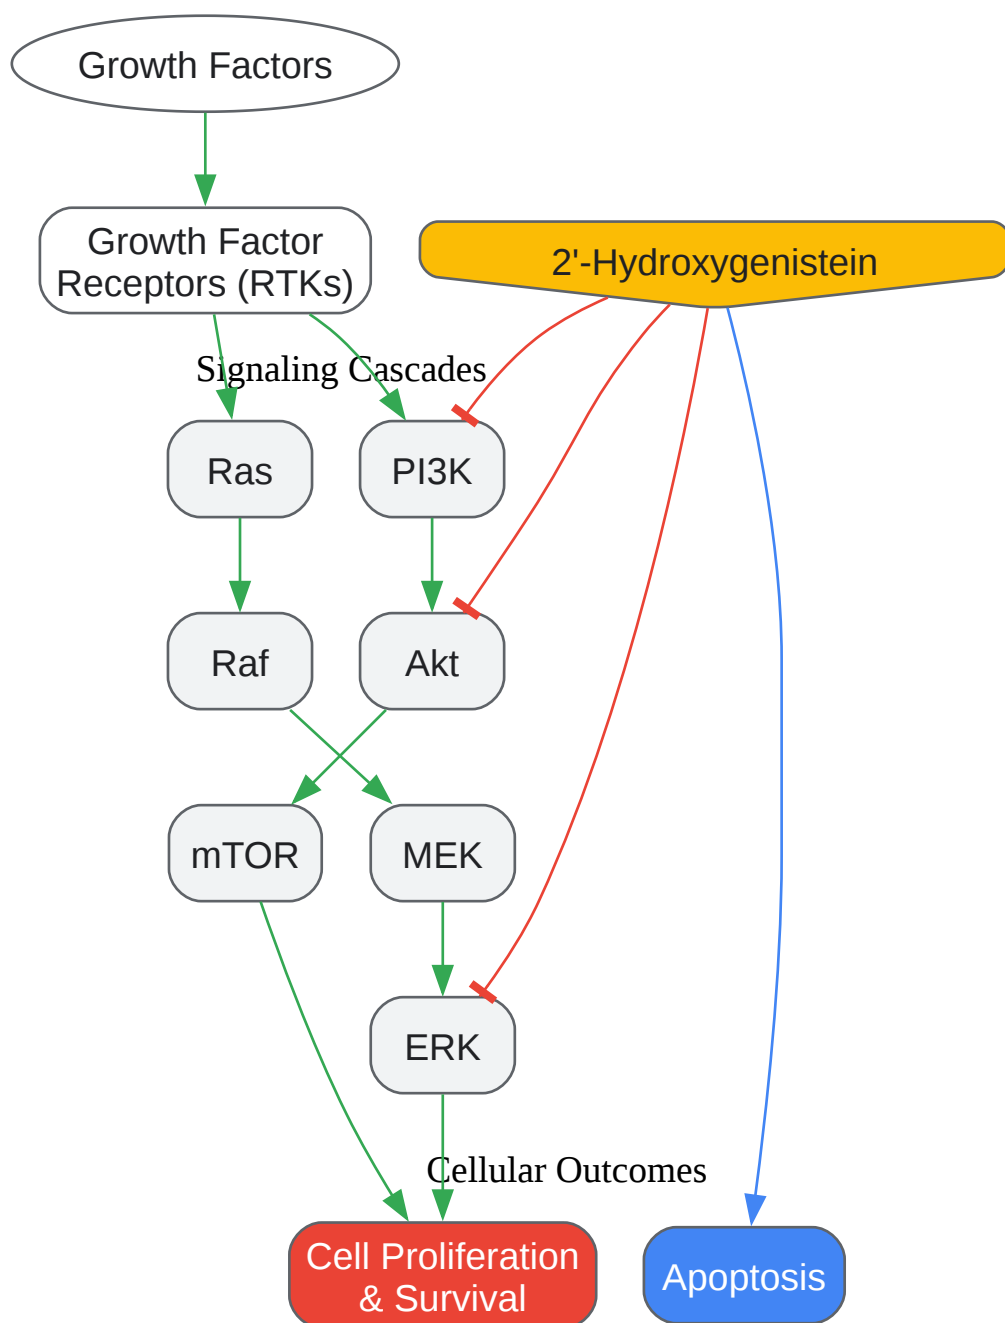 Growth Factors
Growth Factor
Receptors (RTKs)
2'-Hydroxygenistein
Signaling Cascades
Ras
PI3K
Raf
Akt
mTOR
MEK
ERK
Cellular Outcomes
Cell Proliferation
& Survival
Apoptosis